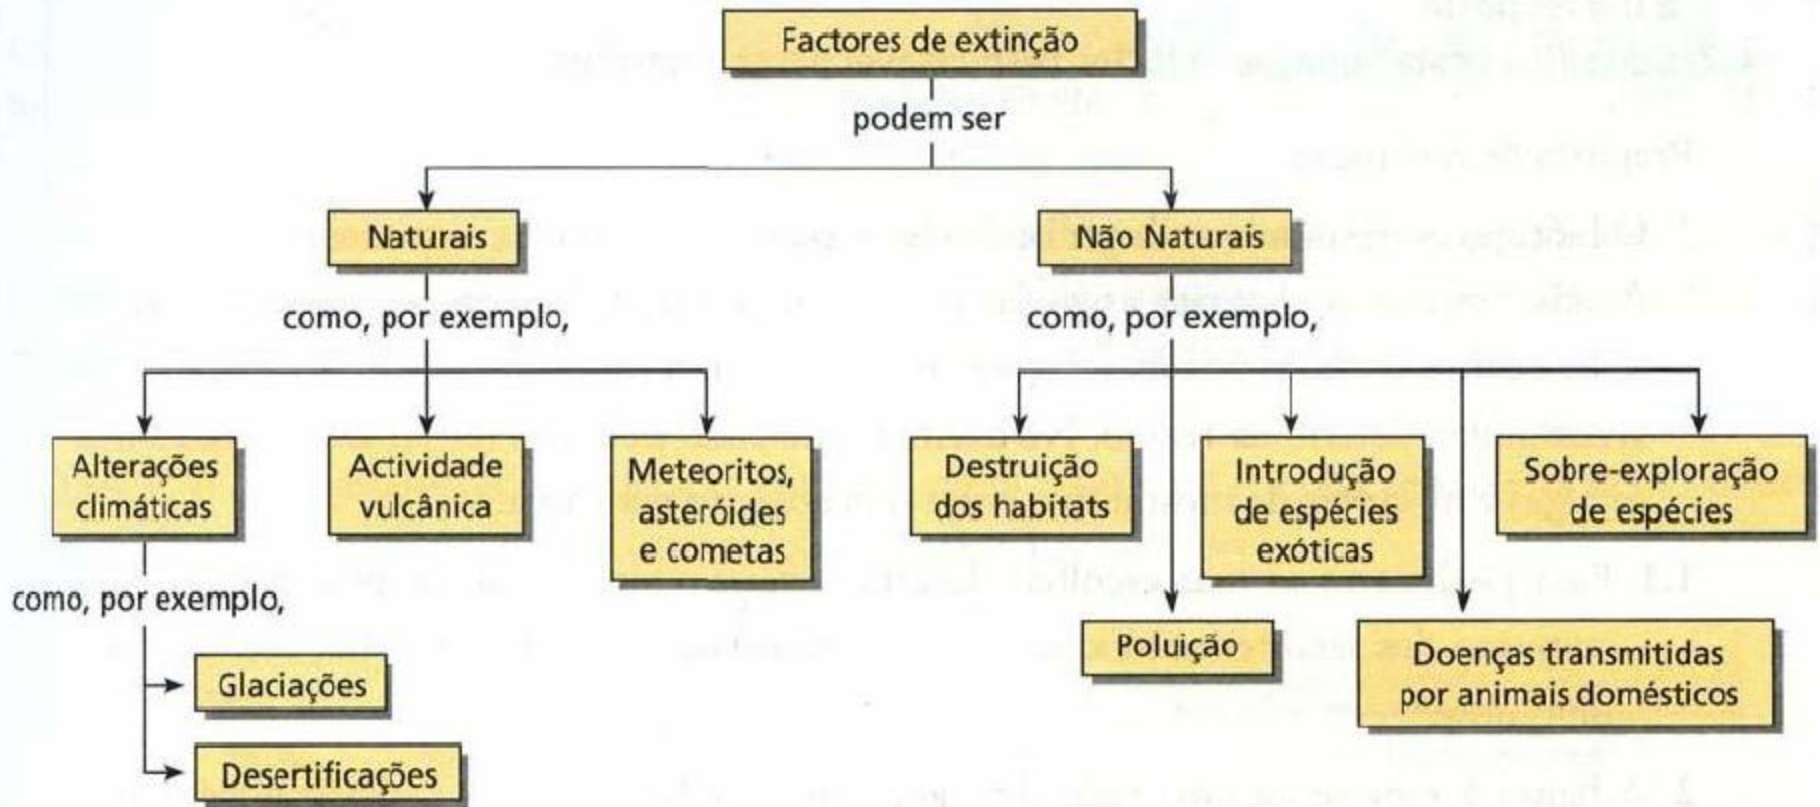 Factores de extinção
podem ser
Naturais
Não Naturais
como, por exemplo,
como, por exemplo,
Alterações
climáticas
Actividade
vulcânica
Meteoritos,
asteróides
e cometas
Destruição
dos habitats
Introdução
de espécies
exóticas
Sobre-exploração
de espécies
como, por exemplo,
Poluição
Doenças transmitidas
por animais domésticos
Glaciações
Desertificações